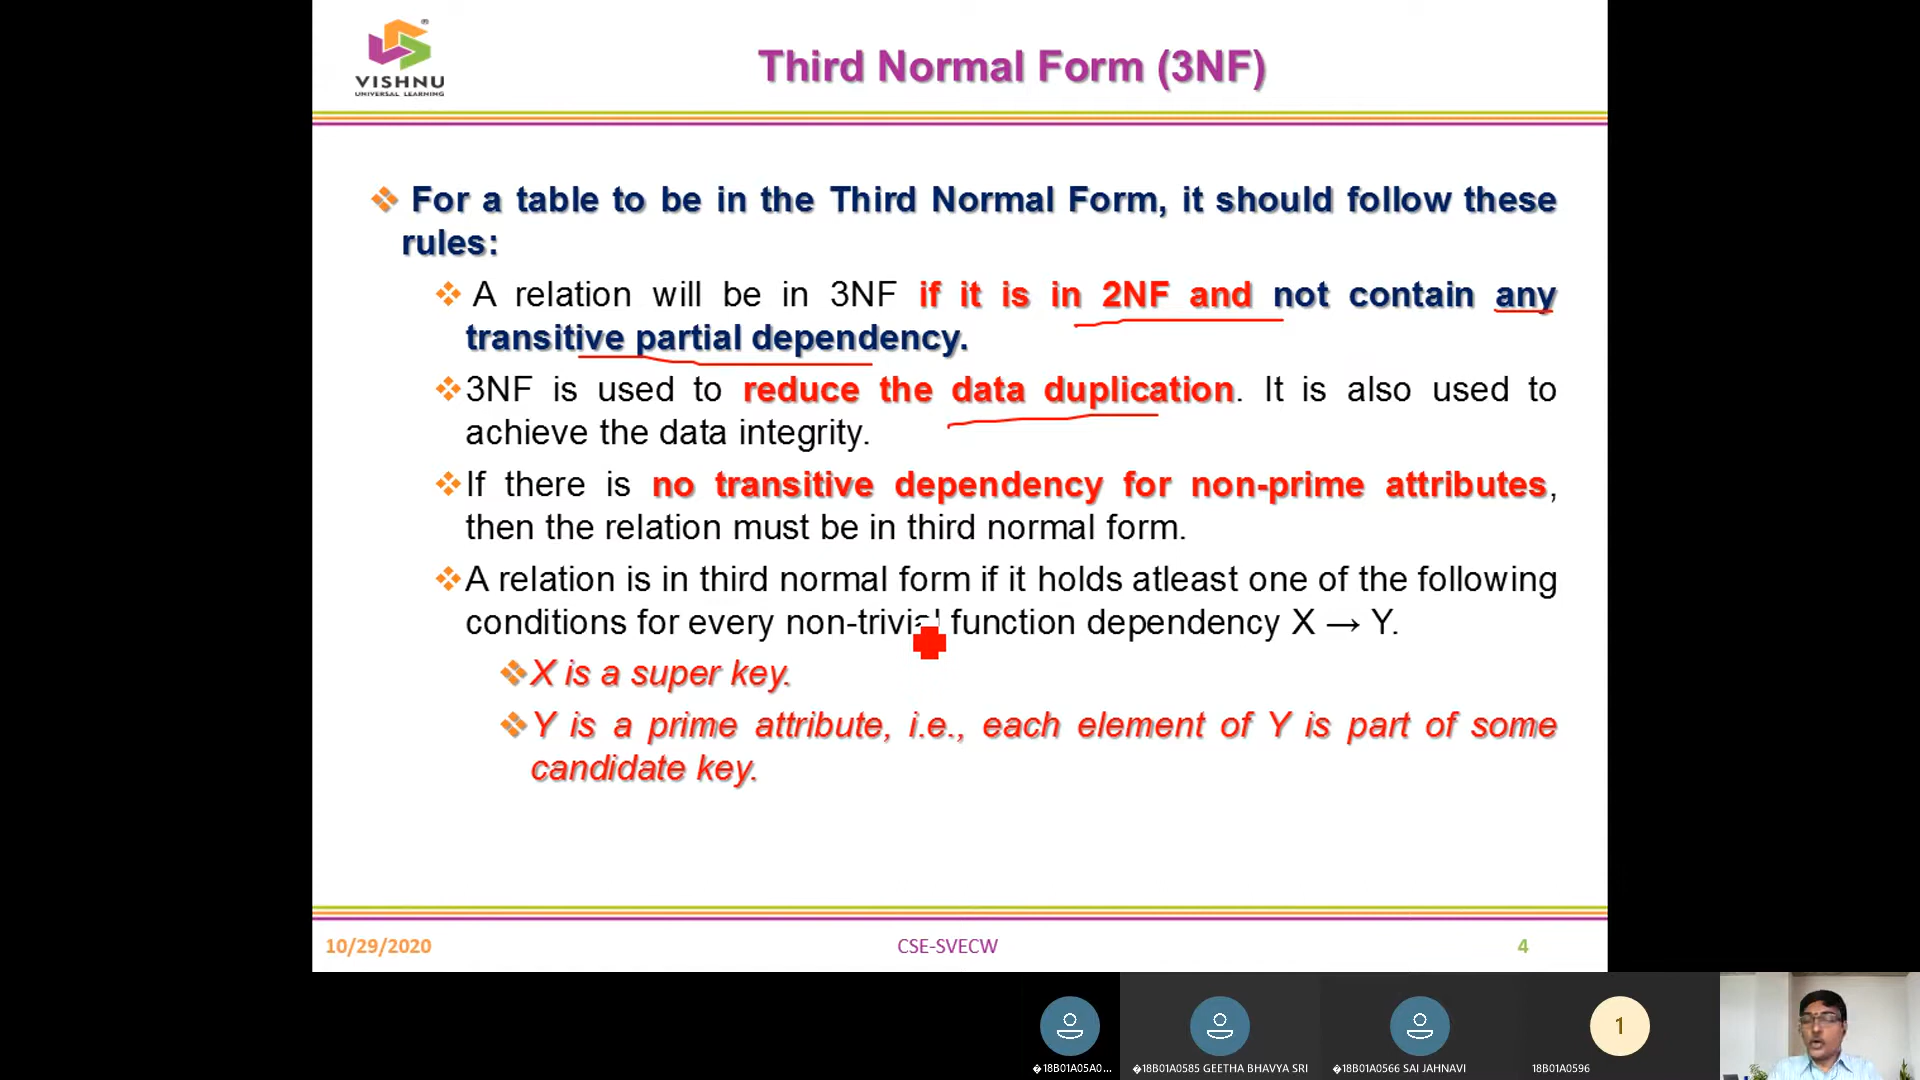 VISHNU
UNIVERSAL LEARNING
Third Normal Form (3NF)
For a table to be in the Third Normal Form, it should follow these
rules:
A relation will be in 3NF if it is in 2NF and not contain any
transitive partial dependency.
3NF is used to reduce the data duplication. It is also used to
achieve the data integrity.
If there is no transitive dependency for non-prime attributes,
then the relation must be in third normal form.
A relation is in third normal form if it holds atleast one of the following
conditions for every non-trivial function dependency X → Y.
X is a super key.
Y is a prime attribute, i.e., each element of Y is part of some
candidate key.
10/29/2020
CSE-SVECW
4
1
�18B01A05A0...
�18B01A0585 GEETHA BHAVYA SRI
�18B01A0566 SAI JAHNAVI
18B01A0596